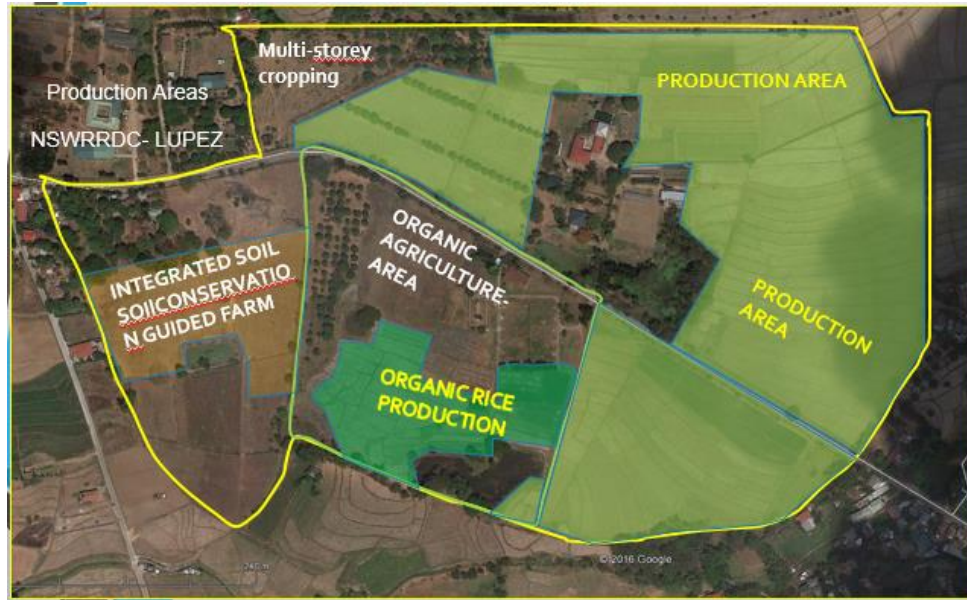 Multi-storey
cropping
Production Areas
NSWRRDC- LUPEZ
PRODUCTION AREA
ORGANIC
AGRICULTURE-
AREA
INTEGRATED SOIL
SOIICONSERVATIO
N GUIDED FARM
PRODUCTION
AREA
ORGANIC RICE
PRODUCTION
©2016 Google
240 m